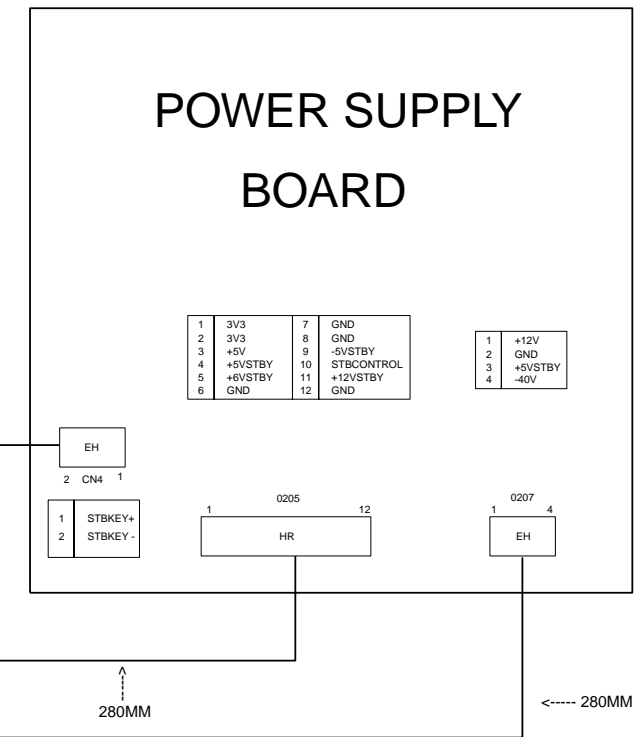 POWER SUPPLY
BOARD
1 3V3 7 GND
2 3V3 8 GND
3 +5V 9 -5VSTBY
4 +5VSTBY 10 STBCONTROL
5 +6VSTBY 11 +12VSTBY
6 GND 12 GND
1 +12V
2 GND
3 +5VSTBY
4 -40V
EH
2 CN4 1
1 STBKEY+
2 STBKEY -
0205
1 12
HR
0207
1 4
EH
280MM
<----- 280MM